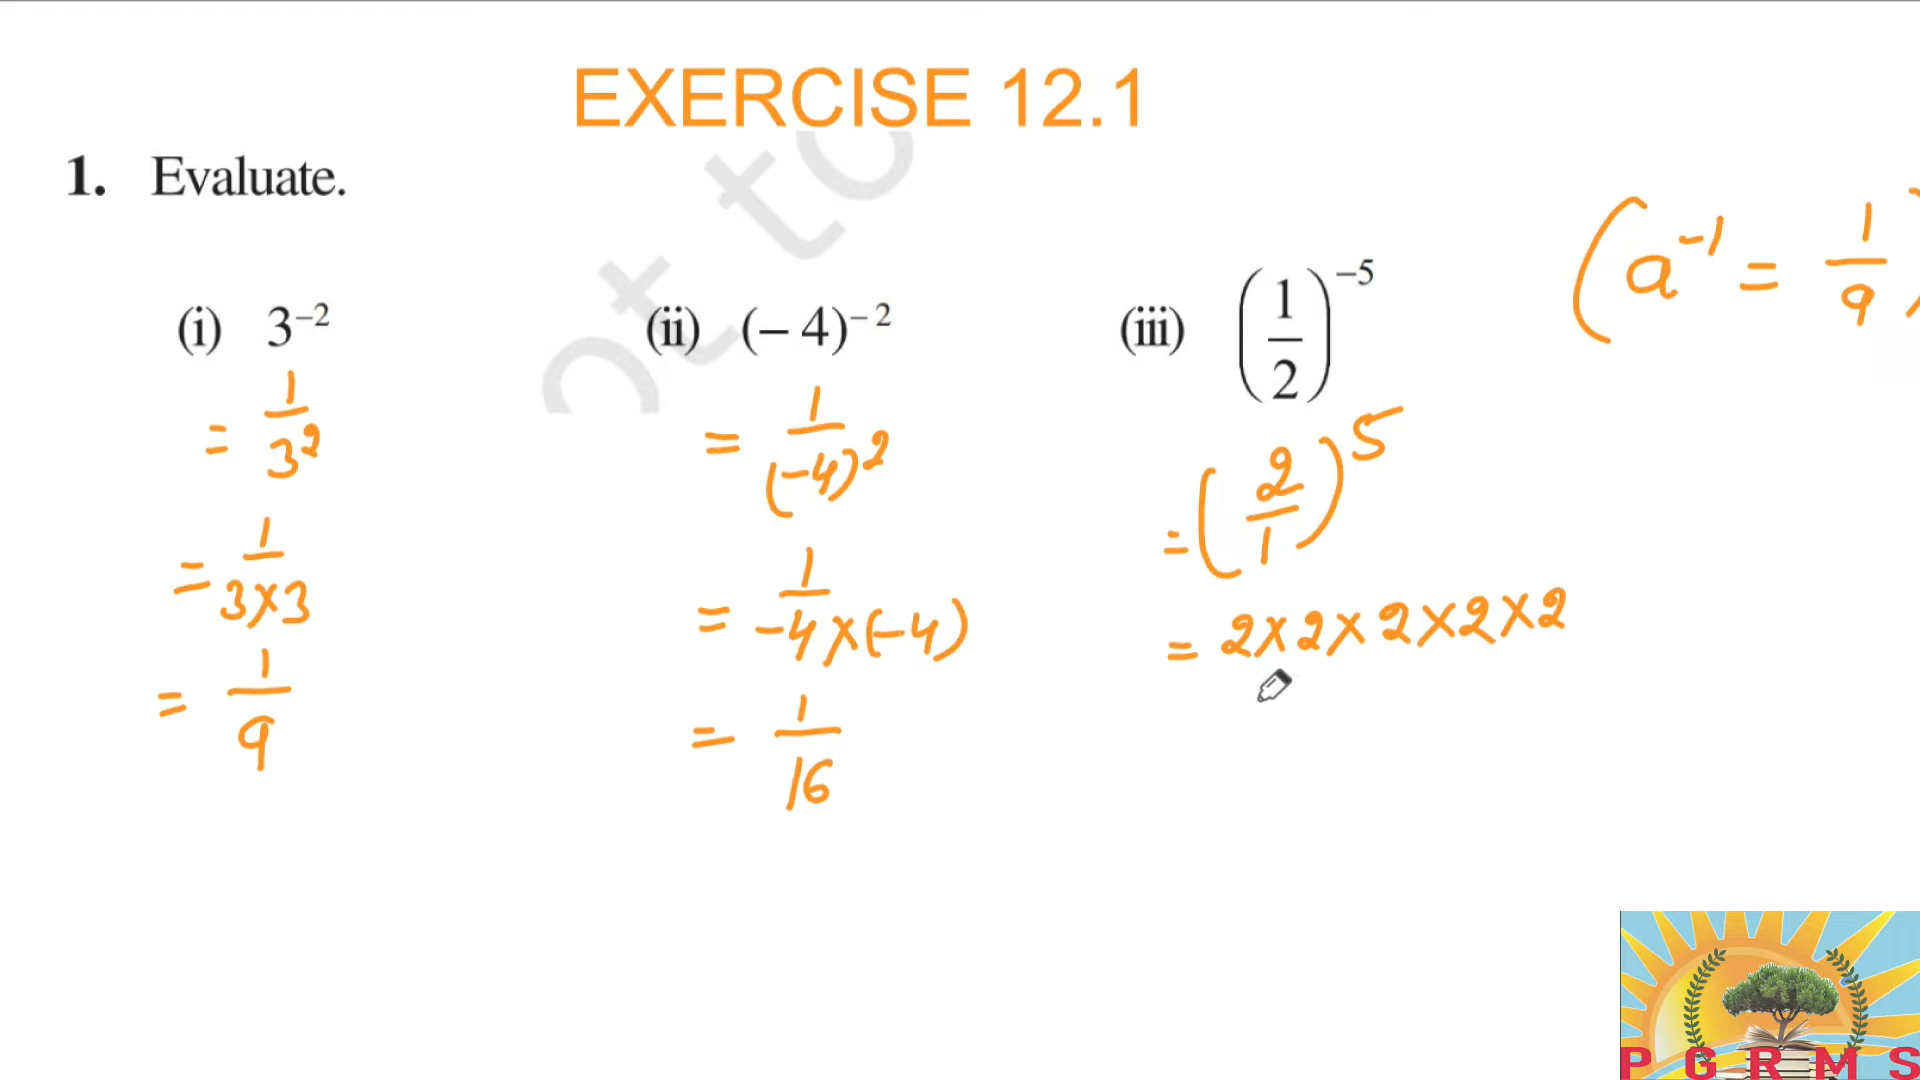 EXERCISE 12.1
1. Evaluate.
(i) 3⁻² (ii) (– 4)⁻² (iii) (1/2)⁻⁵ (a⁻¹ = 1/a)
= 1/3² = 1/(-4)² = (2/1)⁵
= 1/3×3 = 1/-4×(-4) = 2×2×2×2×2
= 1/9 = 1/16
ot to
P G R M S